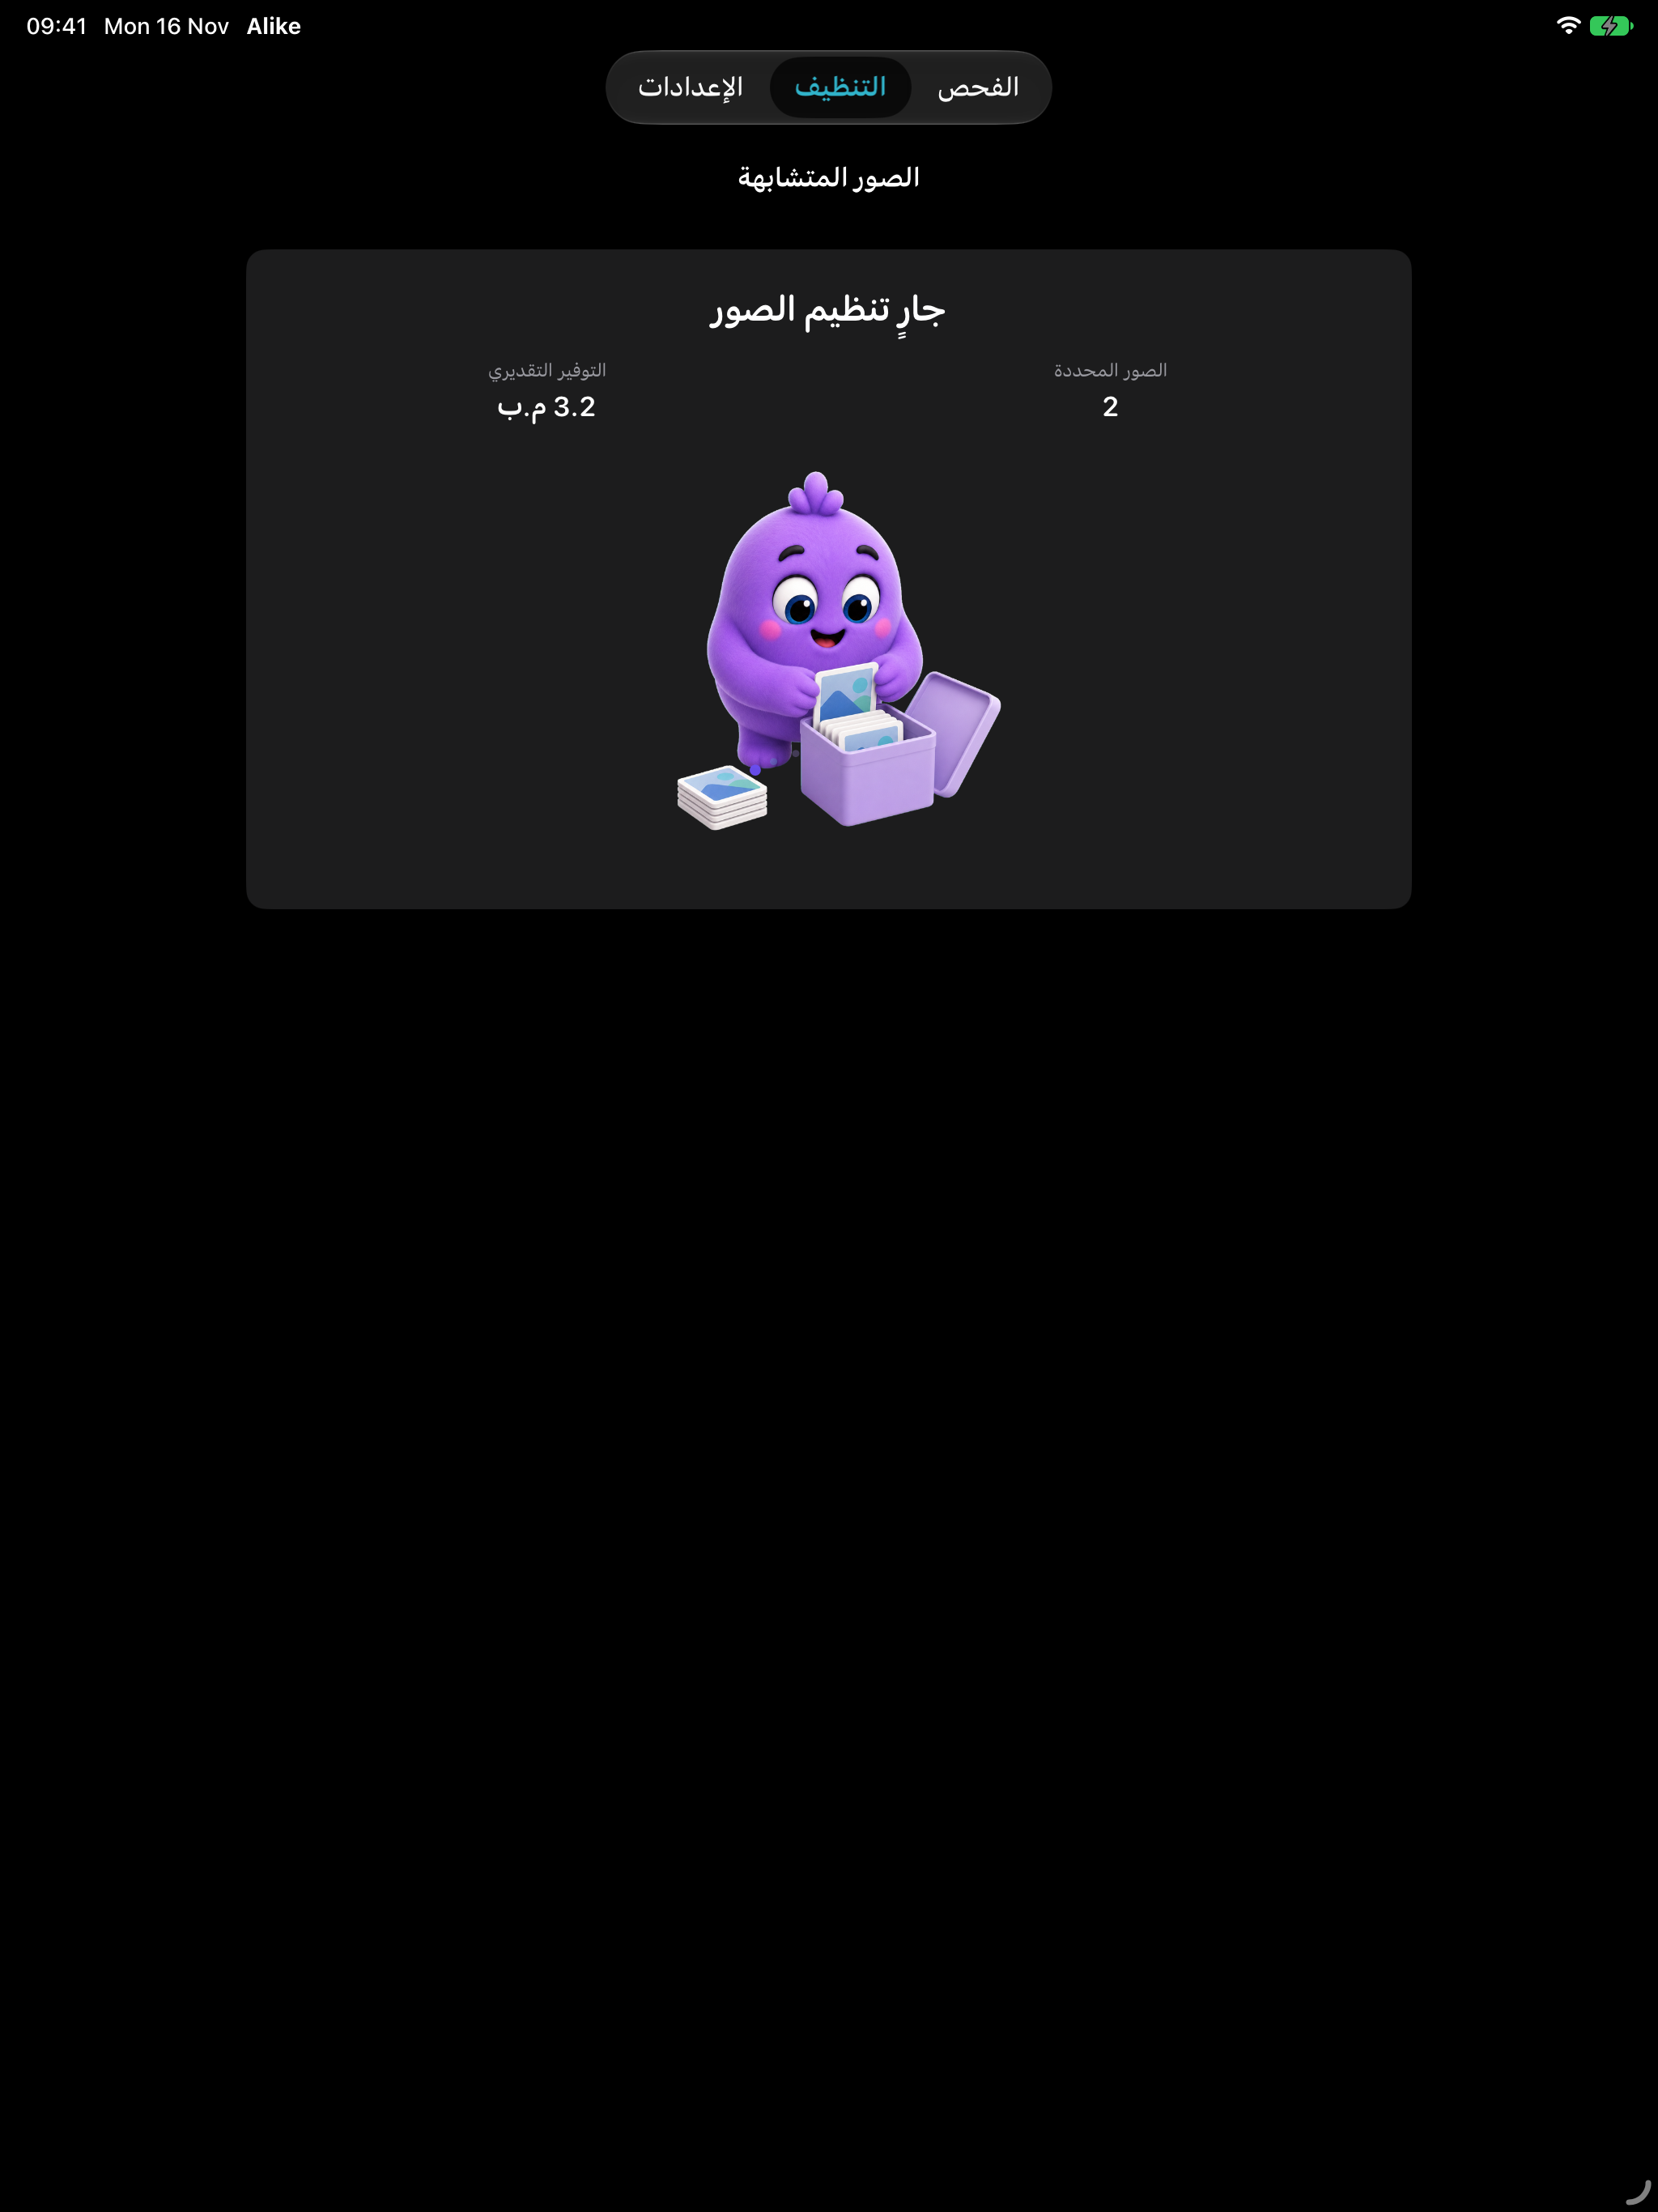 09:41 Mon 16 Nov Alike
الفحص التنظيف الإعدادات
الصور المتشابهة
جارٍ تنظيم الصور
الصور المحددة التوفير التقديري
2 3.2 م.ب